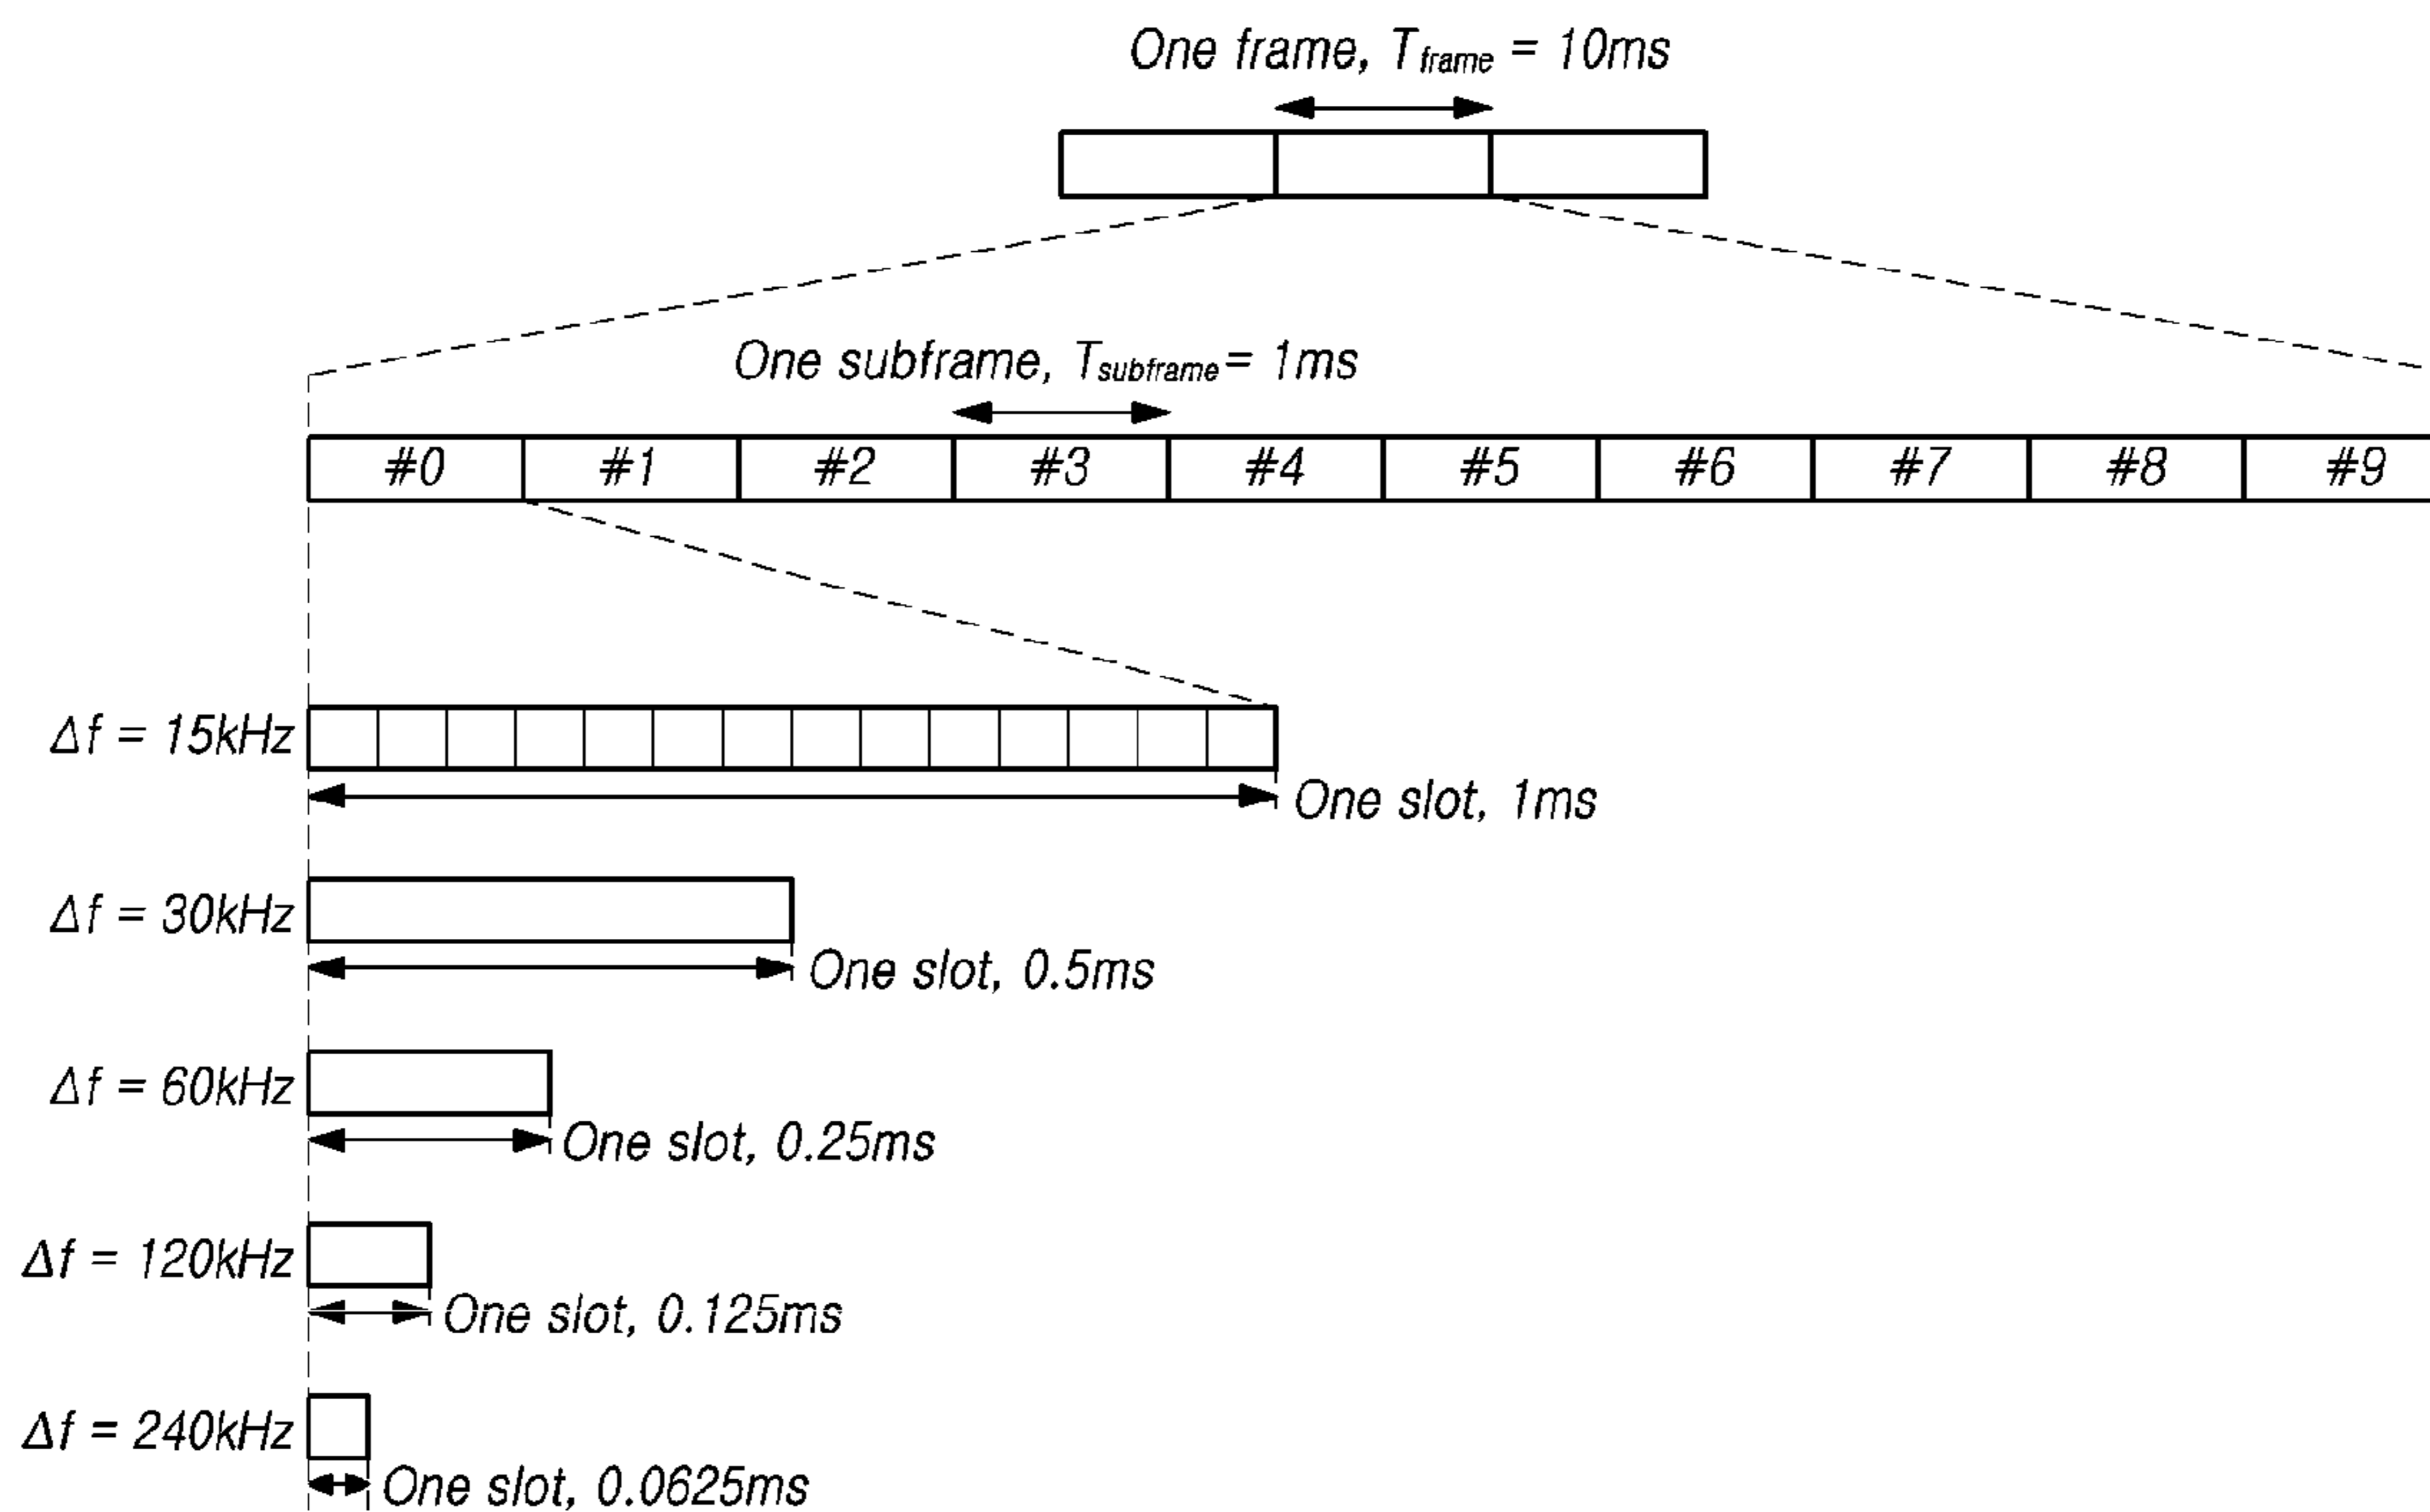 One frame, Tframe = 10ms
One subframe, Tsubframe = 1ms
#0 #1 #2 #3 #4 #5 #6 #7 #8 #9
Δf = 15kHz
One slot, 1ms
Δf = 30kHz
One slot, 0.5ms
Δf = 60kHz
One slot, 0.25ms
Δf = 120kHz
One slot, 0.125ms
Δf = 240kHz
One slot, 0.0625ms